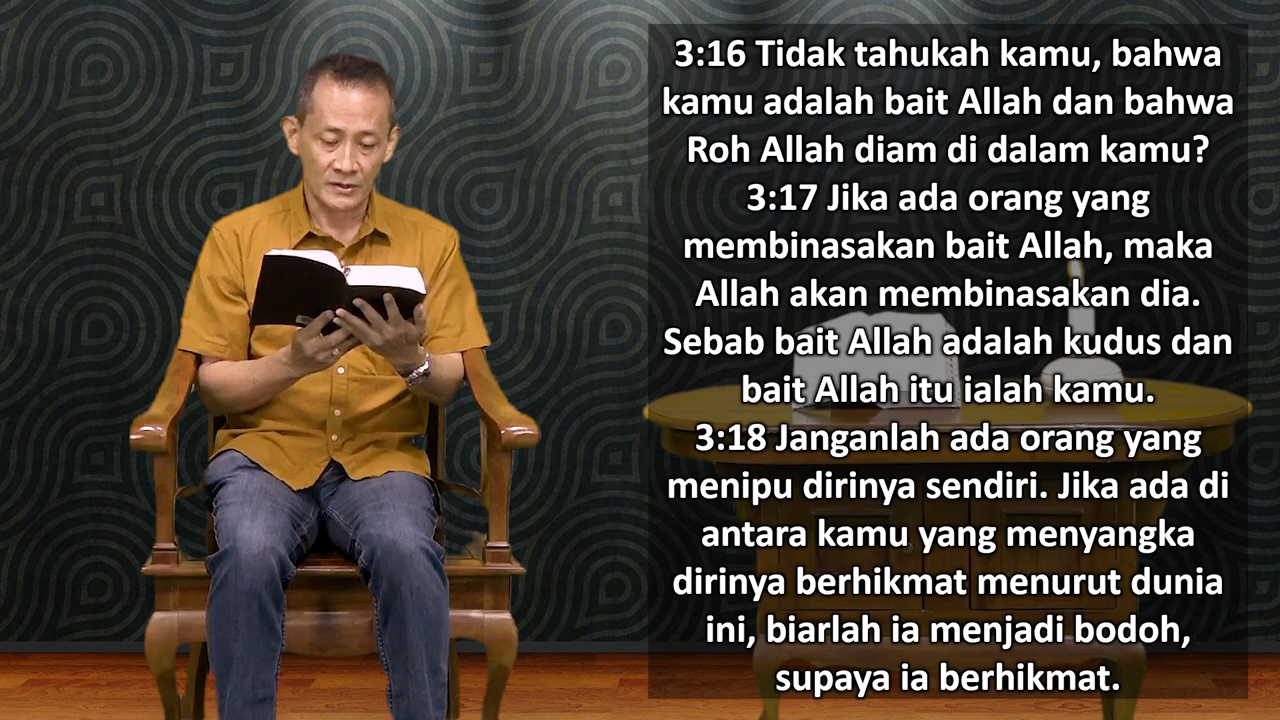 3:16 Tidak tahukah kamu, bahwa
kamu adalah bait Allah dan bahwa
Roh Allah diam di dalam kamu?
3:17 Jika ada orang yang
membinasakan bait Allah, maka
Allah akan membinasakan dia.
Sebab bait Allah adalah kudus dan
bait Allah itu ialah kamu.
3:18 Janganlah ada orang yang
menipu dirinya sendiri. Jika ada di
antara kamu yang menyangka
dirinya berhikmat menurut dunia
ini, biarlah ia menjadi bodoh,
supaya ia berhikmat.